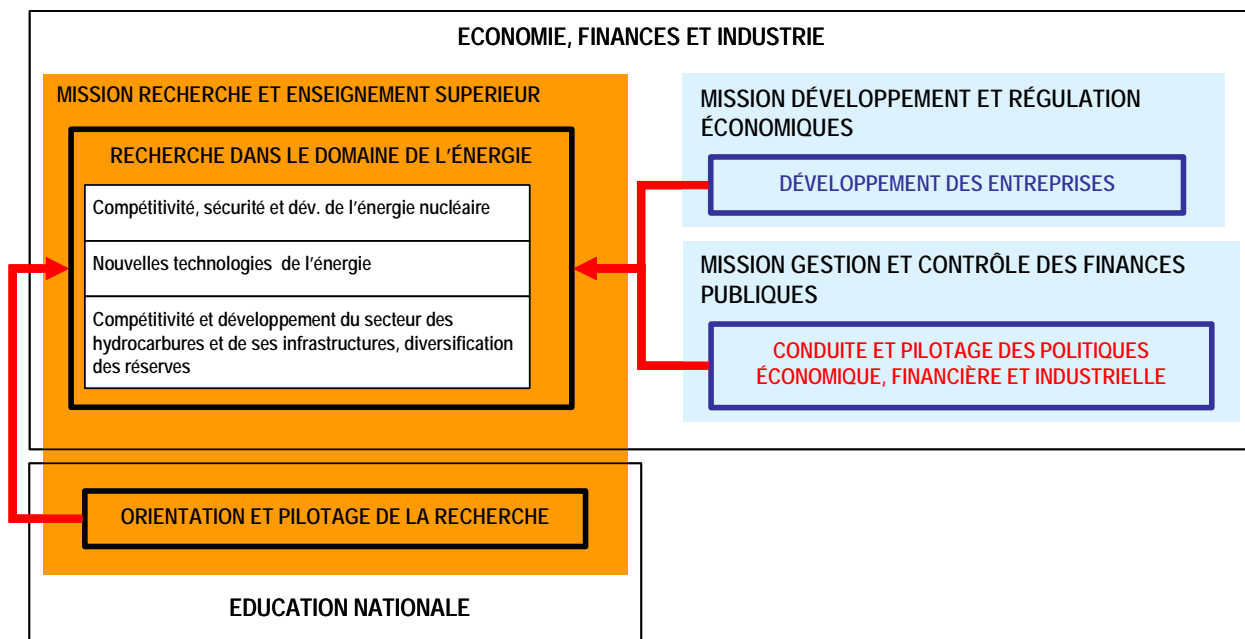 ECONOMIE, FINANCES ET INDUSTRIE
MISSION RECHERCHE ET ENSEIGNEMENT SUPERIEUR
RECHERCHE DANS LE DOMAINE DE L'ÉNERGIE
Compétitivité, sécurité et dév. de l'énergie nucléaire
Nouvelles technologies de l'énergie
Compétitivité et développement du secteur des
hydrocarbures et de ses infrastructures, diversification
des réserves
MISSION DÉVELOPPEMENT ET RÉGULATION
ÉCONOMIQUES
DÉVELOPPEMENT DES ENTREPRISES
MISSION GESTION ET CONTRÔLE DES FINANCES
PUBLIQUES
CONDUITE ET PILOTAGE DES POLITIQUES
ÉCONOMIQUE, FINANCIÈRE ET INDUSTRIELLE
ORIENTATION ET PILOTAGE DE LA RECHERCHE
EDUCATION NATIONALE